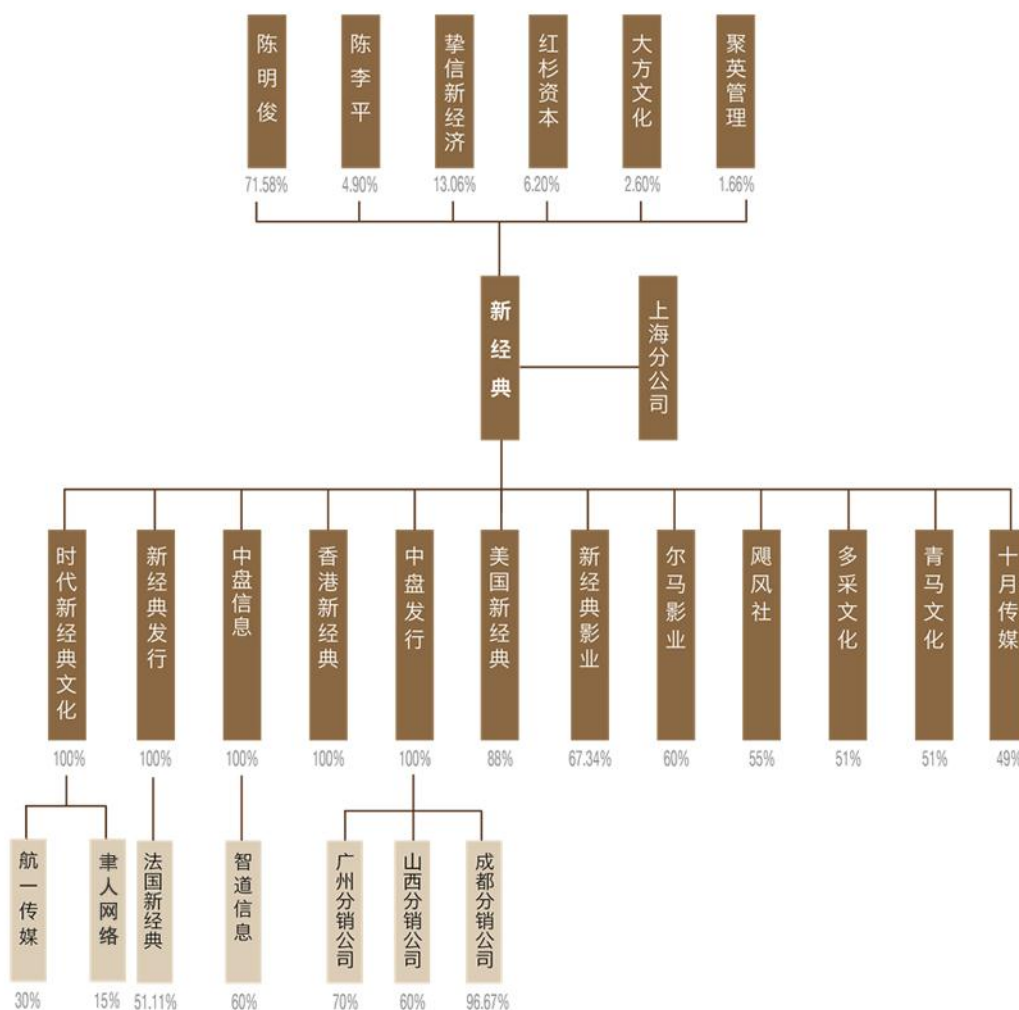 陈明俊
陈李平
挚信新经济
红杉资本
大方文化
聚英管理
71.58%
4.90%
13.06%
6.20%
2.60%
1.66%
新经典
上海分公司
时代新经典文化
新经典发行
中盘信息
香港新经典
中盘发行
美国新经典
新经典影业
尔马影业
飓风社
多采文化
青马文化
十月传媒
100%
100%
100%
100%
100%
88%
67.34%
60%
55%
51%
51%
49%
航一传媒
聿人网络
法国新经典
智道信息
广州分销公司
山西分销公司
成都分销公司
30%
15%
51.11%
60%
70%
60%
96.67%